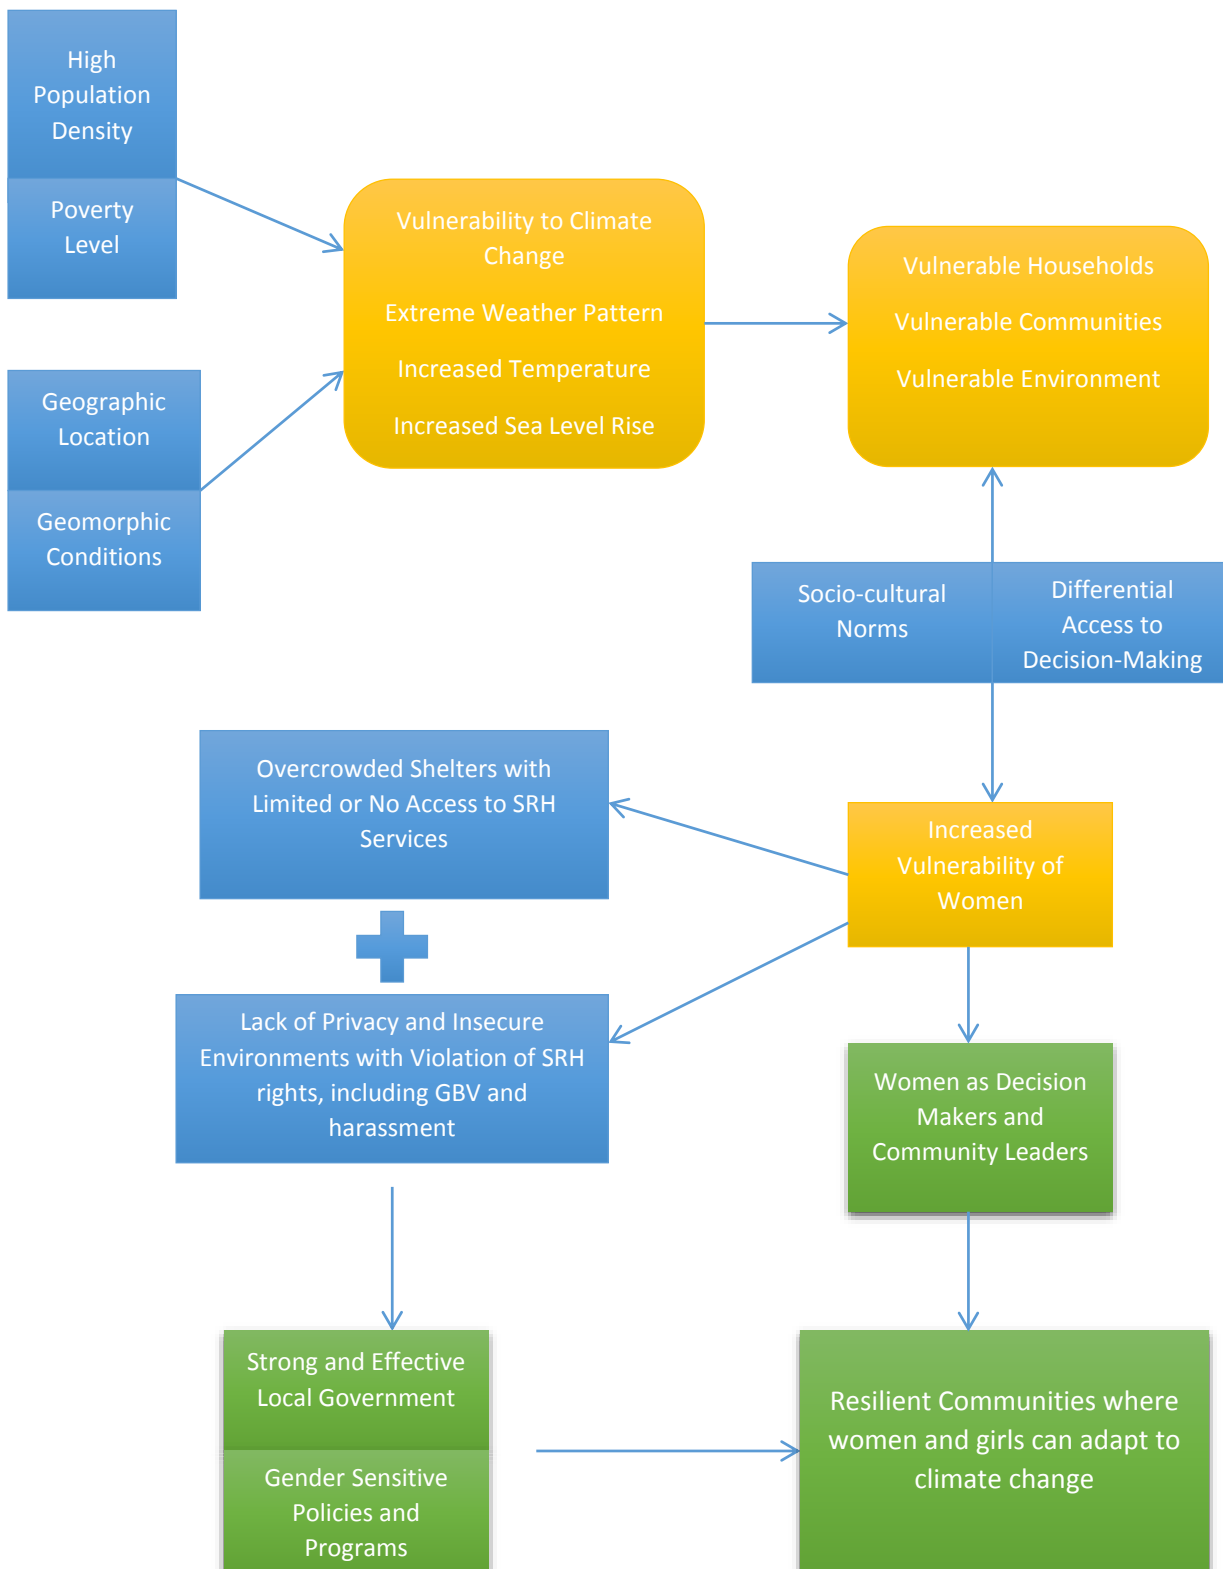 High
Population
Density
Poverty
Level
Vulnerability to Climate
Change
Extreme Weather Pattern
Increased Temperature
Increased Sea Level Rise
Vulnerable Households
Vulnerable Communities
Vulnerable Environment
Geographic
Location
Geomorphic
Conditions
Socio-cultural
Norms
Differential
Access to
Decision-Making
Overcrowded Shelters with
Limited or No Access to SRH
Services
Increased
Vulnerability of
Women
Lack of Privacy and Insecure
Environments with Violation of SRH
rights, including GBV and
harassment
Women as Decision
Makers and
Community Leaders
Strong and Effective
Local Government
Gender Sensitive
Policies and
Programs
Resilient Communities where
women and girls can adapt to
climate change